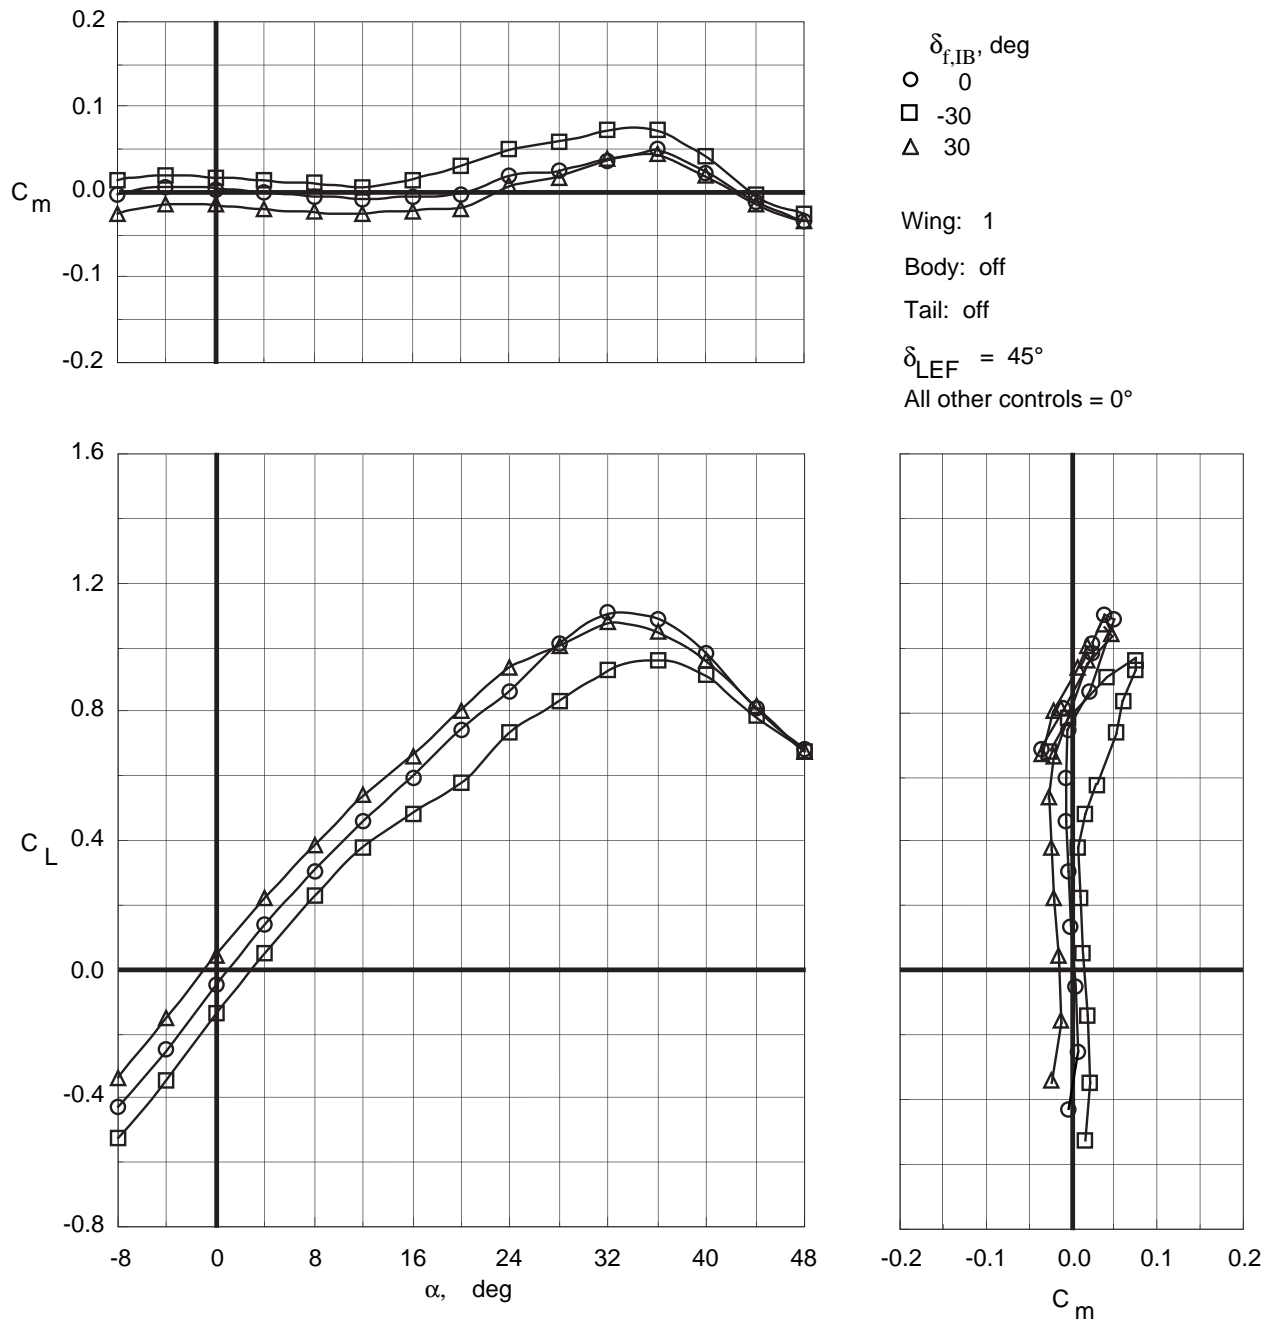 0.2
0.1
C m
0.0
-0.1
-0.2
δf,IB, deg
0
-30
30
Wing: 1
Body: off
Tail: off
δLEF = 45°
All other controls = 0°
1.6
1.2
0.8
C L
0.4
0.0
-0.4
-0.8
-8 0 8 16 24 32 40 48
α, deg
-0.2 -0.1 0.0 0.1 0.2
C m